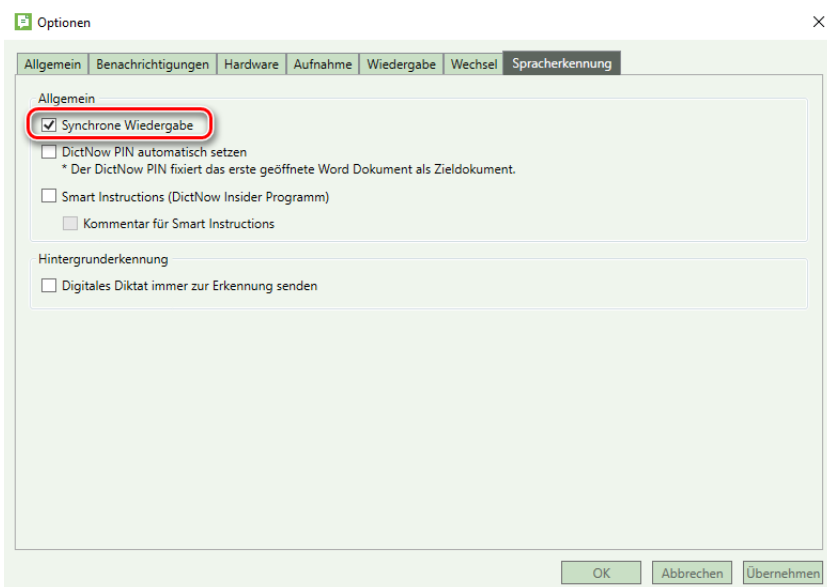 Optionen
Allgemein Benachrichtigungen Hardware Aufnahme Wiedergabe Wechsel Spracherkennung
Allgemein
Synchrone Wiedergabe
DictNow PIN automatisch setzen
* Der DictNow PIN fixiert das erste geöffnete Word Dokument als Zieldokument.
Smart Instructions (DictNow Insider Programm)
Kommentar für Smart Instructions
Hintergrunderkennung
Digitales Diktat immer zur Erkennung senden
OK Abbrechen Übernehmen